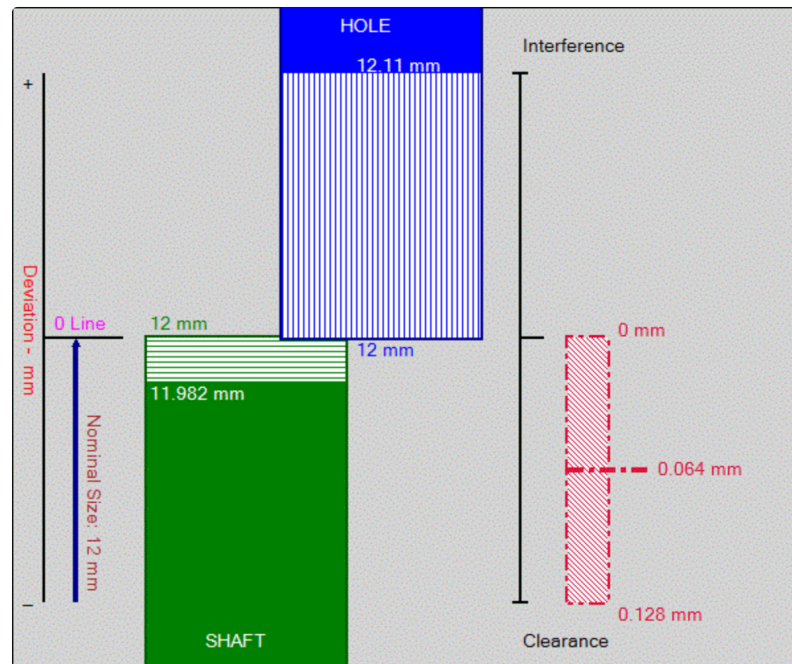 HOLE
Interference
12.11 mm
+
Deviation - mm
0 Line
12 mm
0 mm
12 mm
11.982 mm
Nominal Size: 12 mm
0.064 mm
–
0.128 mm
SHAFT
Clearance